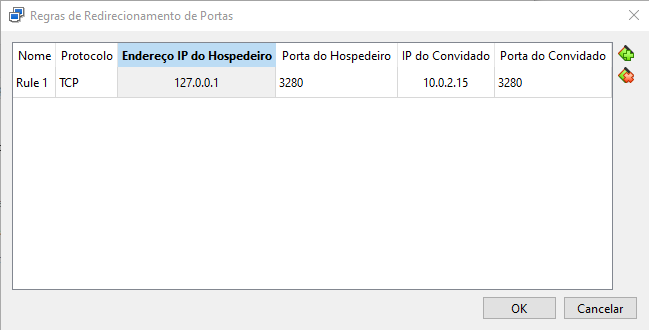 Regras de Redirecionamento de Portas
Nome Protocolo Endereço IP do Hospedeiro Porta do Hospedeiro IP do Convidado Porta do Convidado
Rule 1 TCP 127.0.0.1 3280 10.0.2.15 3280
OK Cancelar